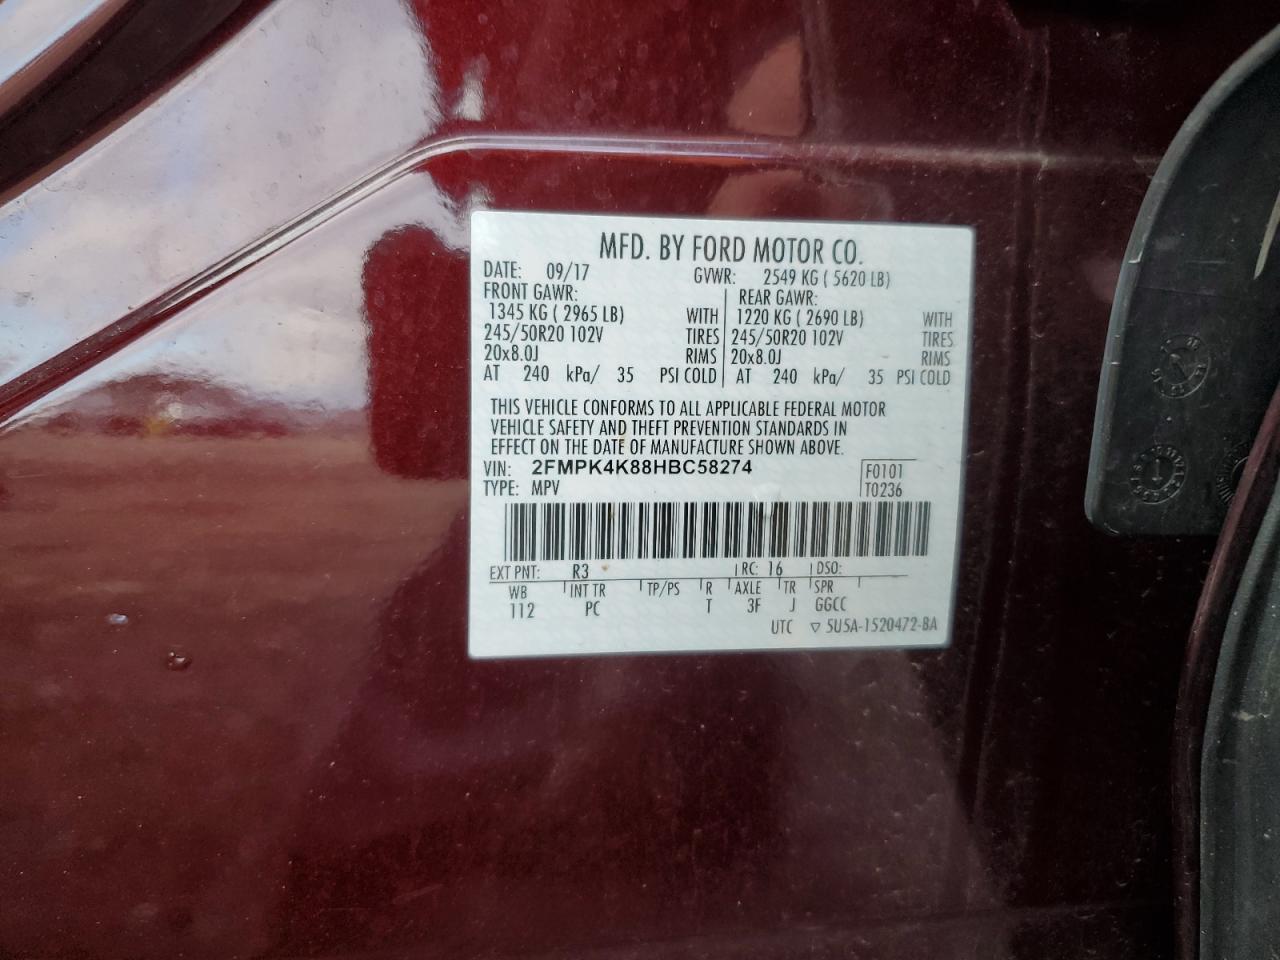 MFD. BY FORD MOTOR CO.
DATE: 09/17 GVWR: 2549 KG ( 5620 LB)
FRONT GAWR: REAR GAWR:
1345 KG ( 2965 LB) WITH 1220 KG ( 2690 LB) WITH
245/50R20 102V TIRES 245/50R20 102V TIRES
20x8.0J RIMS 20x8.0J RIMS
AT 240 kPa/ 35 PSI COLD AT 240 kPa/ 35 PSI COLD
THIS VEHICLE CONFORMS TO ALL APPLICABLE FEDERAL MOTOR
VEHICLE SAFETY AND THEFT PREVENTION STANDARDS IN
EFFECT ON THE DATE OF MANUFACTURE SHOWN ABOVE.
VIN: 2FMPK4K88HBC58274 F0101
TYPE: MPV T0236
EXT PNT: R3 RC: 16 DSO:
WB INT TR TP/PS R AXLE TR SPR
112 PC T 3F J GGCC
UTC ▽ 5U5A-1520472-BA